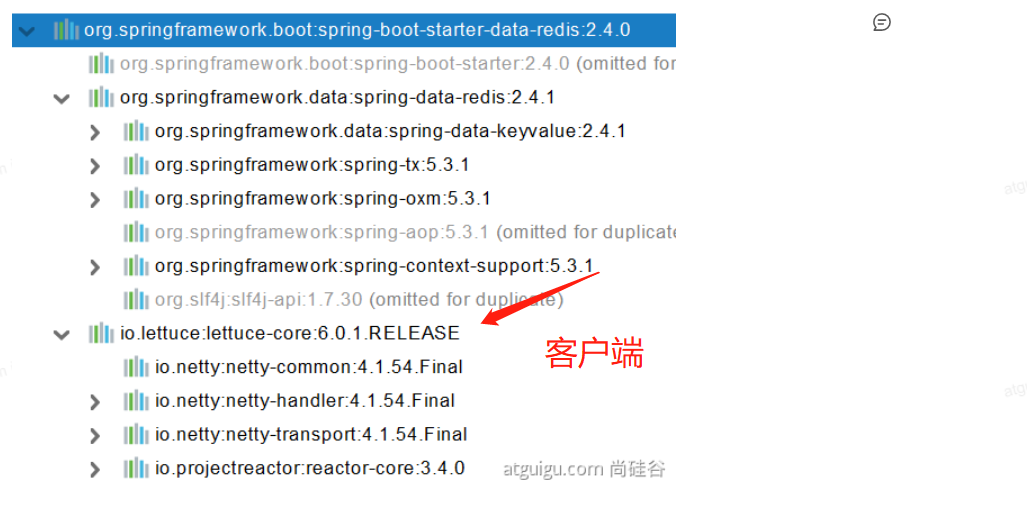 org.springframework.boot:spring-boot-starter-data-redis:2.4.0
org.springframework.boot:spring-boot-starter:2.4.0 (omitted for
org.springframework.data:spring-data-redis:2.4.1
org.springframework.data:spring-data-keyvalue:2.4.1
org.springframework:spring-tx:5.3.1
org.springframework:spring-oxm:5.3.1
org.springframework:spring-aop:5.3.1 (omitted for duplicate
org.springframework:spring-context-support:5.3.1
org.slf4j:slf4j-api:1.7.30 (omitted for duplicate)
io.lettuce:lettuce-core:6.0.1.RELEASE
客户端
io.netty:netty-common:4.1.54.Final
io.netty:netty-handler:4.1.54.Final
io.netty:netty-transport:4.1.54.Final
io.projectreactor:reactor-core:3.4.0
atguigu.com 尚硅谷